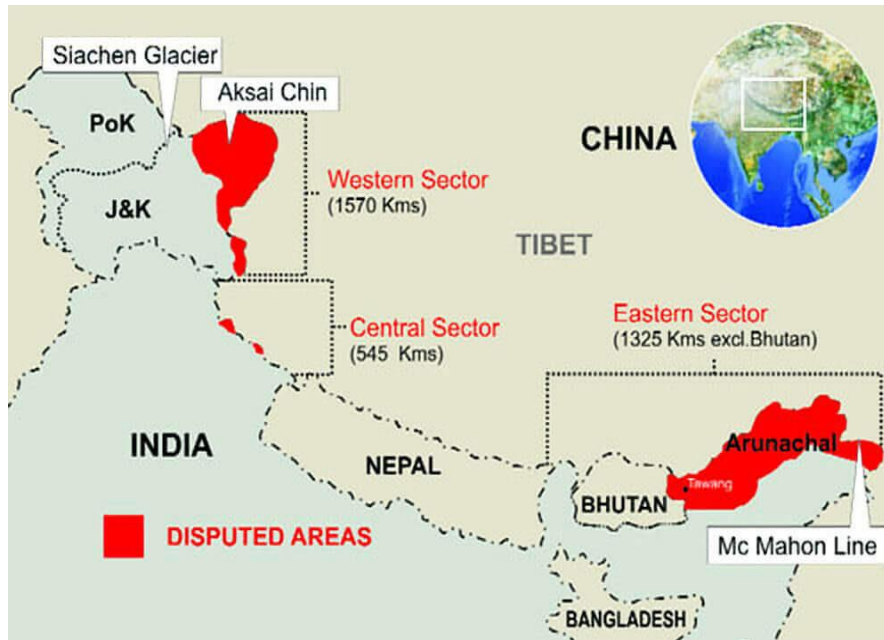 Siachen Glacier
Aksai Chin
PoK
CHINA
Western Sector
(1570 Kms)
J&K
TIBET
Eastern Sector
(1325 Kms excl.Bhutan)
Central Sector
(545 Kms)
INDIA
NEPAL
Arunachal
Tawang
BHUTAN
DISPUTED AREAS
Mc Mahon Line
BANGLADESH